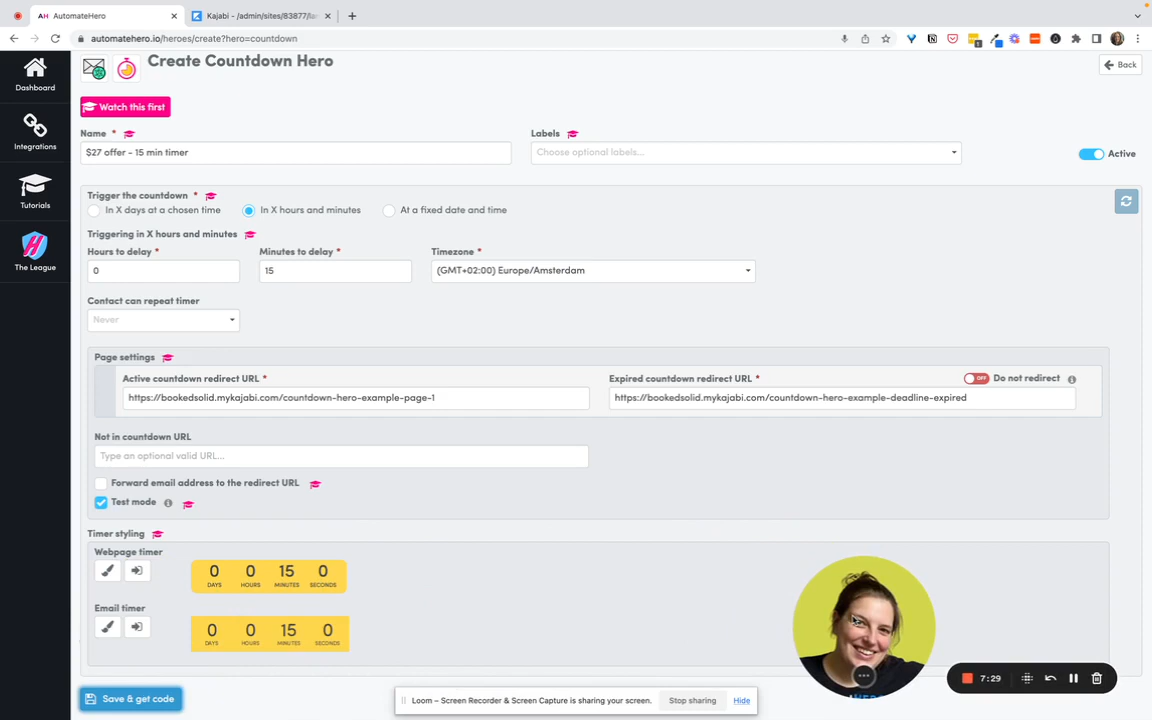 AH AutomateHero
Kajabi - /admin/sites/83877/lan
automatehero.io/heroes/create?hero=countdown
Dashboard
Integrations
Tutorials
The League
Create Countdown Hero
Back
Watch this first
Name *
Labels
$27 offer - 15 min timer
Choose optional labels...
Active
Trigger the countdown *
In X days at a chosen time
In X hours and minutes
At a fixed date and time
Triggering in X hours and minutes
Hours to delay *
Minutes to delay *
Timezone *
0
15
(GMT+02:00) Europe/Amsterdam
Contact can repeat timer
Never
Page settings
Active countdown redirect URL *
Expired countdown redirect URL *
OFF Do not redirect
https://bookedsolid.mykajabi.com/countdown-hero-example-page-1
https://bookedsolid.mykajabi.com/countdown-hero-example-deadline-expired
Not in countdown URL
Type an optional valid URL...
Forward email address to the redirect URL
Test mode
Timer styling
Webpage timer
0 0 15 0
DAYS HOURS MINUTES SECONDS
Email timer
0 0 15 0
DAYS HOURS MINUTES SECONDS
Save & get code
Loom – Screen Recorder & Screen Capture is sharing your screen.
Stop sharing
Hide
7:29